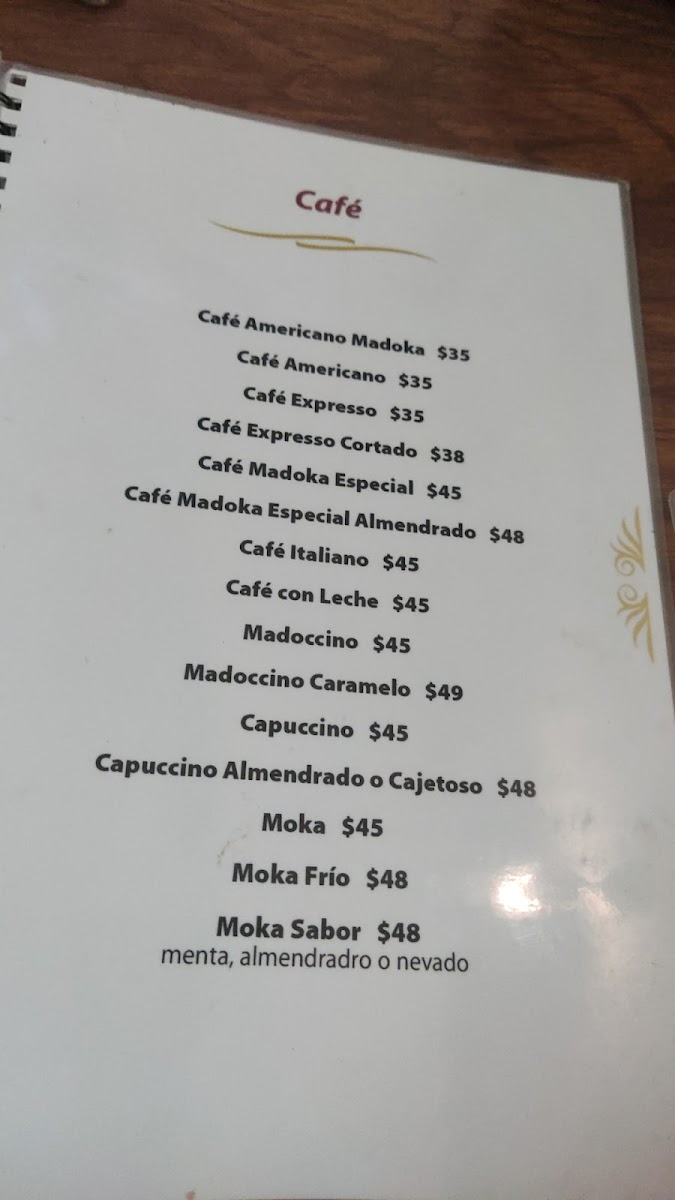 Café
Café Americano Madoka $35
Café Americano $35
Café Expresso $35
Café Expresso Cortado $38
Café Madoka Especial $45
Café Madoka Especial Almendrado $48
Café Italiano $45
Café con Leche $45
Madoccino $45
Madoccino Caramelo $49
Capuccino $45
Capuccino Almendrado o Cajetoso $48
Moka $45
Moka Frío $48
Moka Sabor $48
menta, almendradro o nevado